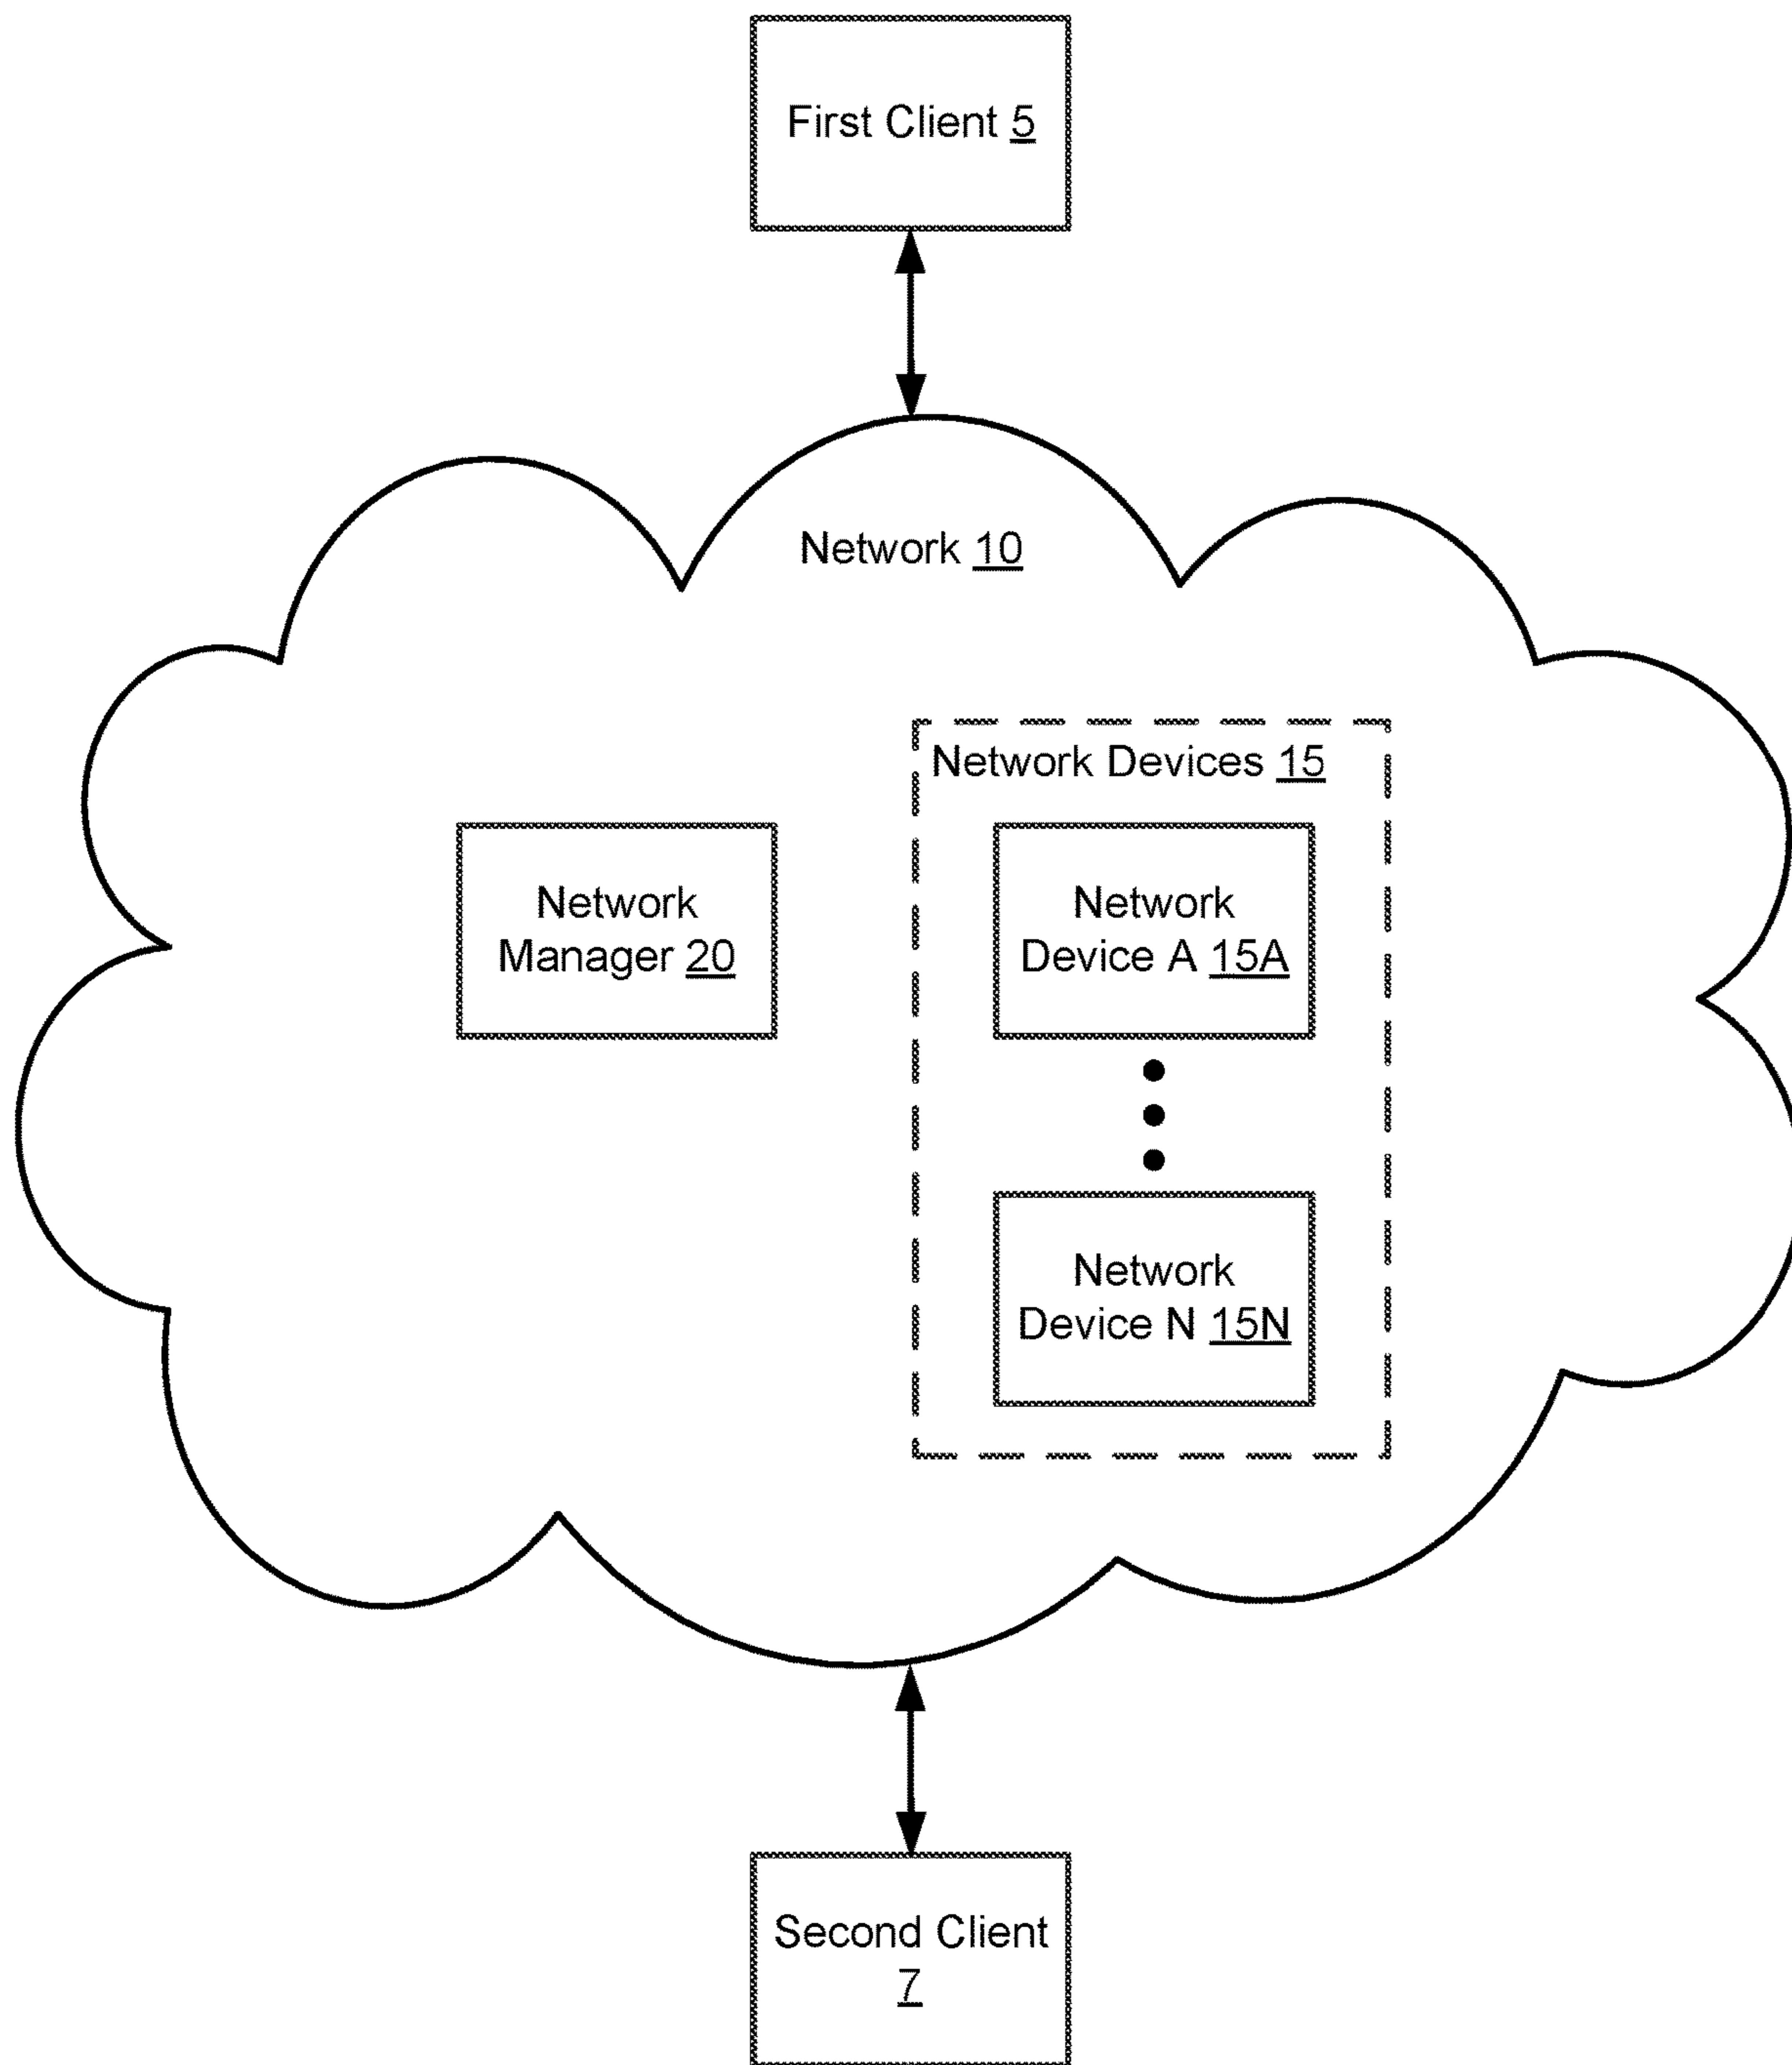 First Client 5
Network 10
Network Devices 15
Network
Manager 20
Network
Device A 15A
Network
Device N 15N
Second Client
7